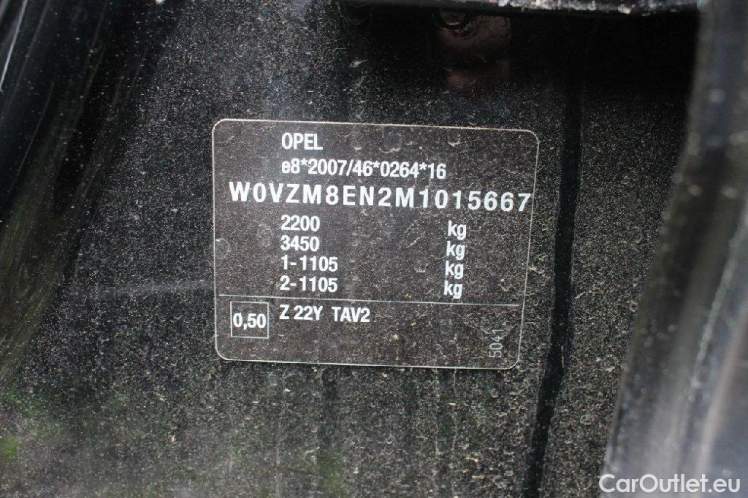 OPEL
e8*2007/46*0264*16
W0VZM8EN2M1015667
2200 kg
3450 kg
1-1105 kg
2-1105 kg
0,50 Z 22Y TAV2
5041
CarOutlet.eu